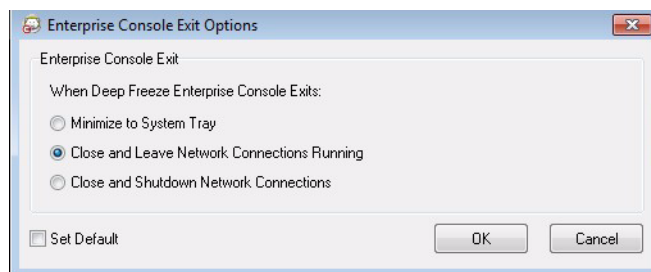 Enterprise Console Exit Options
Enterprise Console Exit
When Deep Freeze Enterprise Console Exits:
Minimize to System Tray
Close and Leave Network Connections Running
Close and Shutdown Network Connections
Set Default OK Cancel